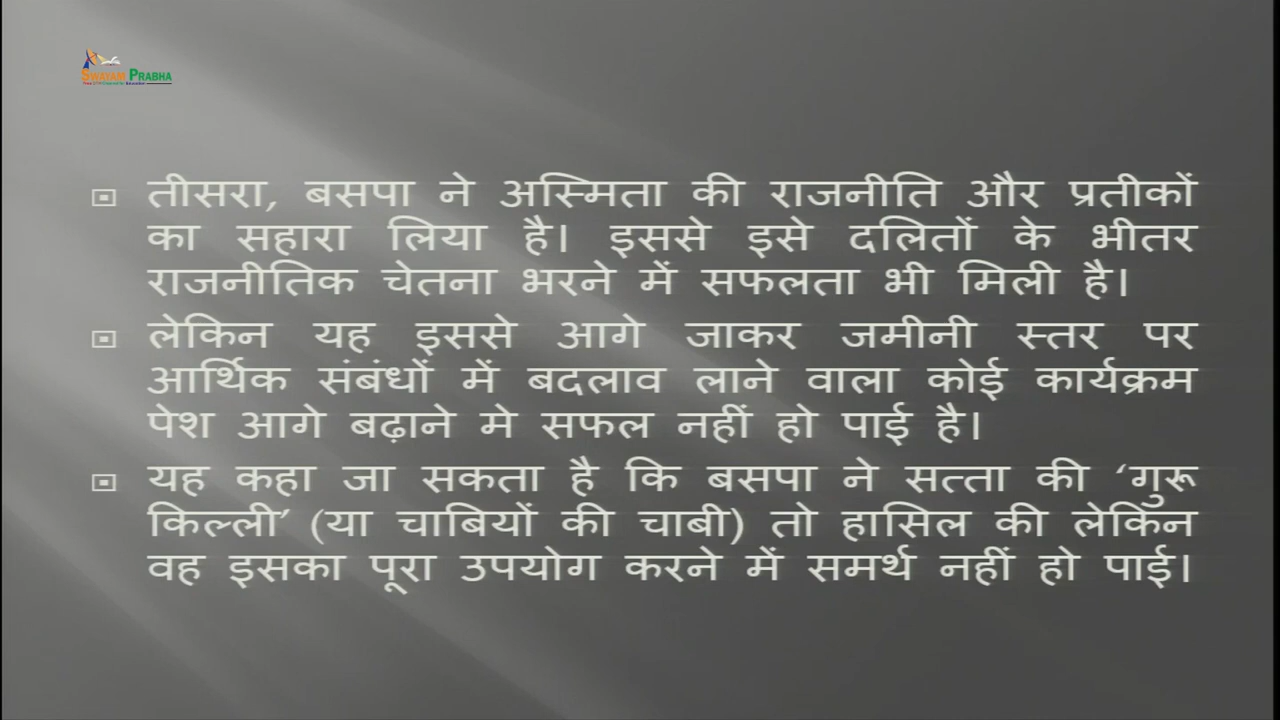 SWAYAM PRABHA
तीसरा, बसपा ने अस्मिता की राजनीति और प्रतीकों
का सहारा लिया है। इससे इसे दलितों के भीतर
राजनीतिक चेतना भरने में सफलता भी मिली है।
लेकिन यह इससे आगे जाकर जमीनी स्तर पर
आर्थिक संबंधों में बदलाव लाने वाला कोई कार्यक्रम
पेश आगे बढ़ाने मे सफल नहीं हो पाई है।
यह कहा जा सकता है कि बसपा ने सत्ता की ‘गुरू
किल्ली’ (या चाबियों की चाबी) तो हासिल की लेकिन
वह इसका पूरा उपयोग करने में समर्थ नहीं हो पाई।